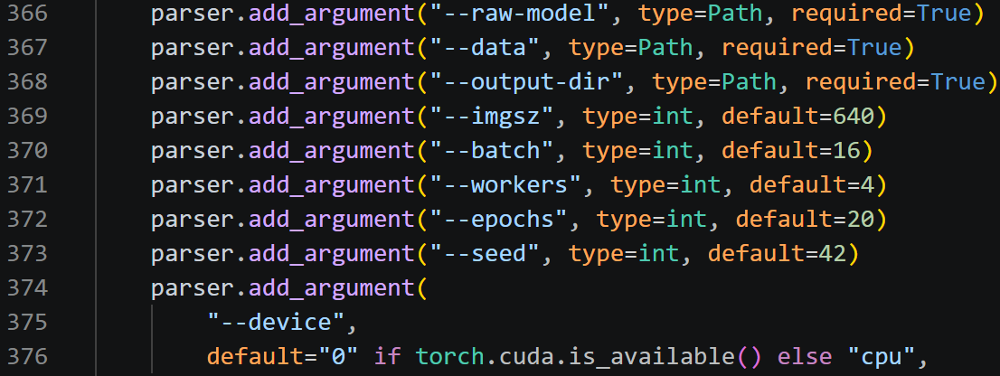 366 parser.add_argument("--raw-model", type=Path, required=True)
367 parser.add_argument("--data", type=Path, required=True)
368 parser.add_argument("--output-dir", type=Path, required=True)
369 parser.add_argument("--imgsz", type=int, default=640)
370 parser.add_argument("--batch", type=int, default=16)
371 parser.add_argument("--workers", type=int, default=4)
372 parser.add_argument("--epochs", type=int, default=20)
373 parser.add_argument("--seed", type=int, default=42)
374 parser.add_argument(
375 "--device",
376 default="0" if torch.cuda.is_available() else "cpu",